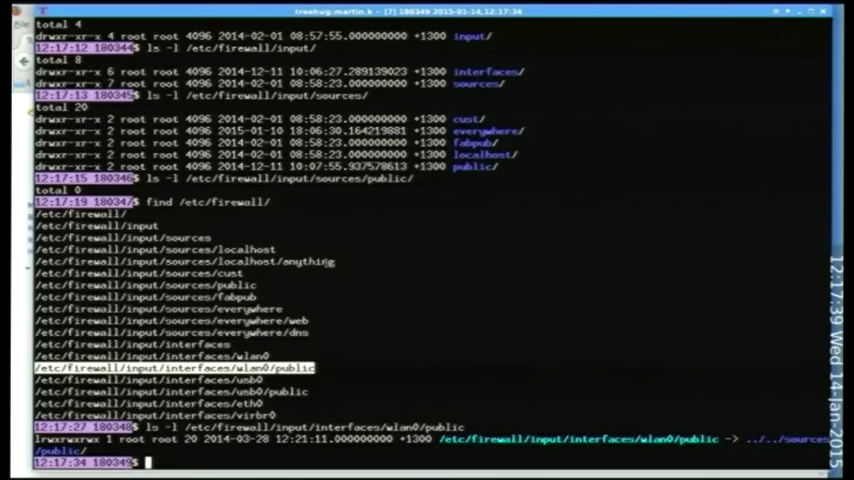 treehug:martin.k - [7] 180349 2015-01-14,12:17:34
total 4
drwxr-xr-x 4 root root 4096 2014-02-01 08:57:55.000000000 +1300 input/
12:17:12 180344$ ls -l /etc/firewall/input/
total 8
drwxr-xr-x 6 root root 4096 2014-12-11 10:06:27.289139023 +1300 interfaces/
drwxr-xr-x 7 root root 4096 2014-02-01 08:58:23.000000000 +1300 sources/
12:17:13 180345$ ls -l /etc/firewall/input/sources/
total 20
drwxr-xr-x 2 root root 4096 2014-02-01 08:58:23.000000000 +1300 cust/
drwxr-xr-x 2 root root 4096 2015-01-10 18:06:30.164219881 +1300 everywhere/
drwxr-xr-x 2 root root 4096 2014-02-01 08:58:23.000000000 +1300 fabpub/
drwxr-xr-x 2 root root 4096 2014-02-01 08:58:23.000000000 +1300 localhost/
drwxr-xr-x 2 root root 4096 2014-12-11 10:07:55.937578613 +1300 public/
12:17:15 180346$ ls -l /etc/firewall/input/sources/public/
total 0
12:17:19 180347$ find /etc/firewall/
/etc/firewall/
/etc/firewall/input
/etc/firewall/input/sources
/etc/firewall/input/sources/localhost
/etc/firewall/input/sources/localhost/anything
/etc/firewall/input/sources/cust
/etc/firewall/input/sources/public
/etc/firewall/input/sources/fabpub
/etc/firewall/input/sources/everywhere
/etc/firewall/input/sources/everywhere/web
/etc/firewall/input/sources/everywhere/dns
/etc/firewall/input/interfaces
/etc/firewall/input/interfaces/wlan0
/etc/firewall/input/interfaces/wlan0/public
/etc/firewall/input/interfaces/usb0
/etc/firewall/input/interfaces/usb0/public
/etc/firewall/input/interfaces/eth0
/etc/firewall/input/interfaces/virbr0
12:17:27 180348$ ls -l /etc/firewall/input/interfaces/wlan0/public
lrwxrwxrwx 1 root root 20 2014-03-28 12:21:11.000000000 +1300 /etc/firewall/input/interfaces/wlan0/public -> ../../sources
/public/
12:17:34 180349$
12:17:39 Wed 14-Jan-2015